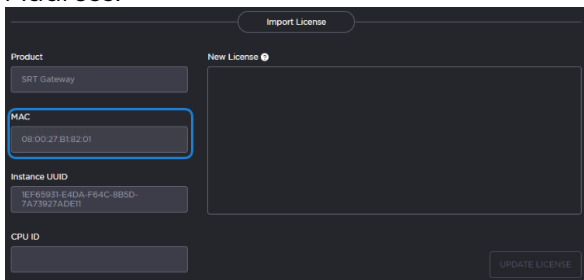 Import License
Product
New License
SRT Gateway
MAC
08:00:27:B1:82:01
Instance UUID
1EF65931-E4DA-F64C-8B5D-
7A73927ADE11
CPU ID
UPDATE LICENSE